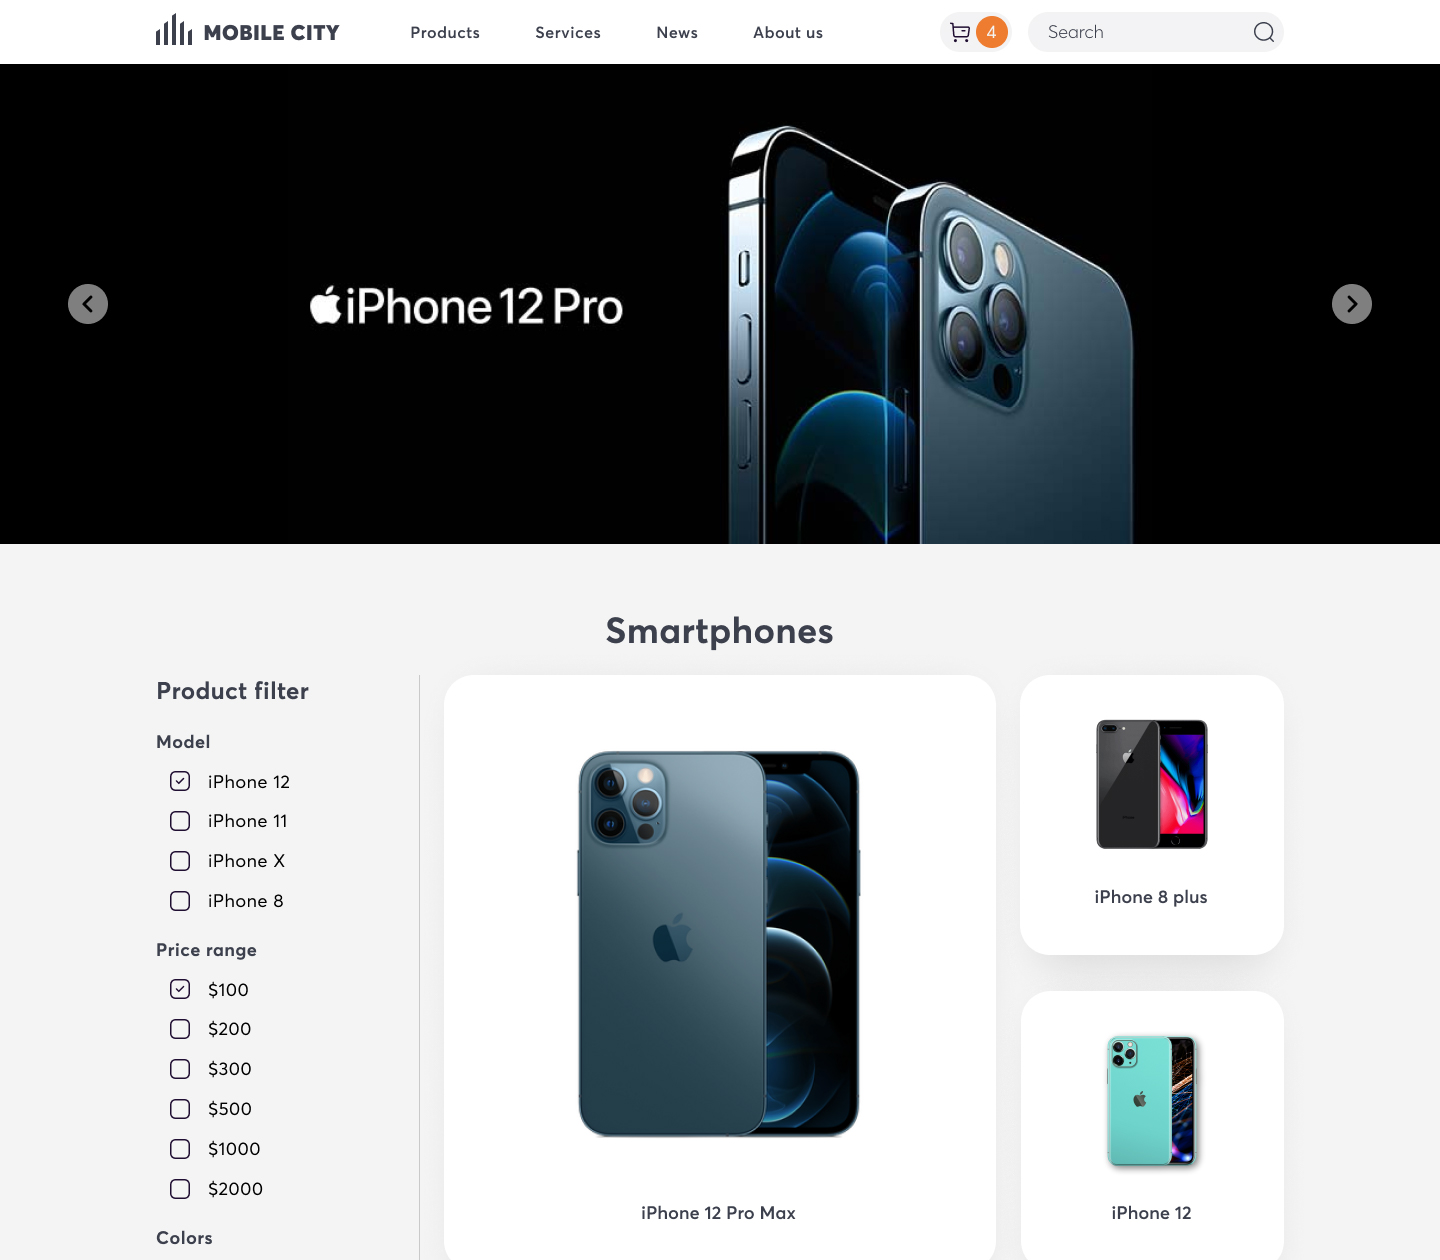 MOBILE CITY
Products
Services
News
About us
4
Search
iPhone 12 Pro
Smartphones
Product filter
Model
iPhone 12
iPhone 11
iPhone X
iPhone 8
Price range
$100
$200
$300
$500
$1000
$2000
Colors
iPhone 12 Pro Max
iPhone 8 plus
iPhone 12